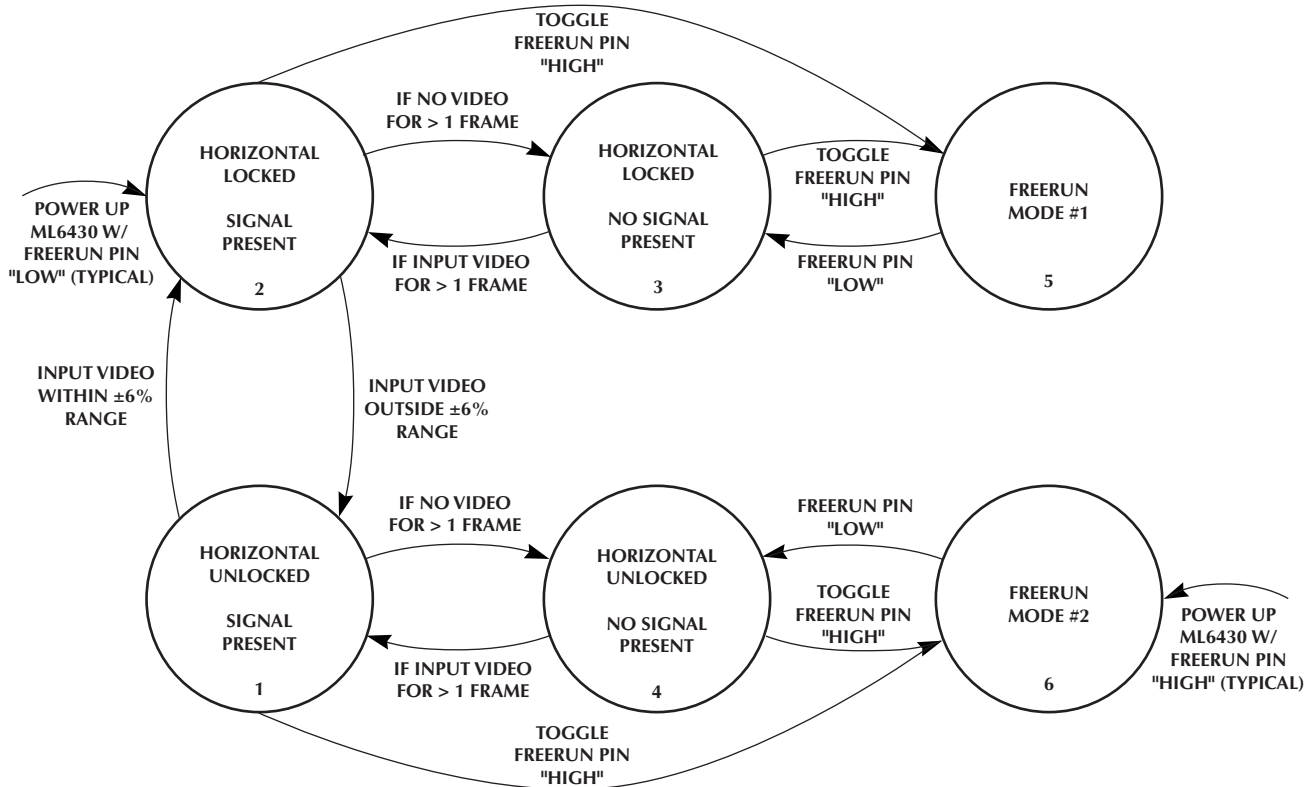 TOGGLE
FREERUN PIN
"HIGH"
IF NO VIDEO
FOR > 1 FRAME
HORIZONTAL
LOCKED
SIGNAL
PRESENT
2
HORIZONTAL
LOCKED
NO SIGNAL
PRESENT
3
TOGGLE
FREERUN PIN
"HIGH"
FREERUN
MODE #1
5
POWER UP
ML6430 W/
FREERUN PIN
"LOW" (TYPICAL)
IF INPUT VIDEO
FOR > 1 FRAME
FREERUN PIN
"LOW"
INPUT VIDEO
WITHIN ±6%
RANGE
INPUT VIDEO
OUTSIDE ±6%
RANGE
IF NO VIDEO
FOR > 1 FRAME
FREERUN PIN
"LOW"
HORIZONTAL
UNLOCKED
SIGNAL
PRESENT
1
HORIZONTAL
UNLOCKED
NO SIGNAL
PRESENT
4
TOGGLE
FREERUN PIN
"HIGH"
FREERUN
MODE #2
6
POWER UP
ML6430 W/
FREERUN PIN
"HIGH" (TYPICAL)
IF INPUT VIDEO
FOR > 1 FRAME
TOGGLE
FREERUN PIN
"HIGH"